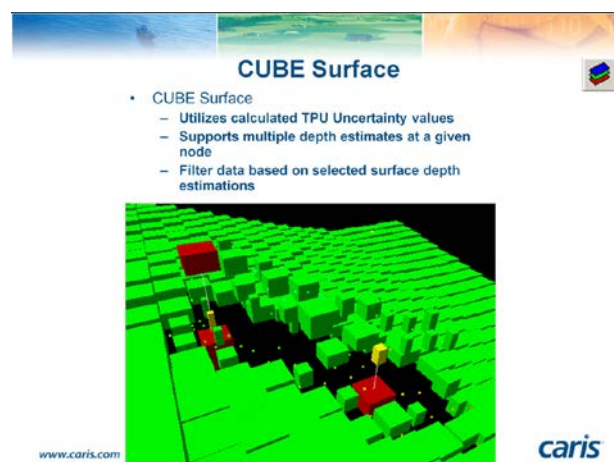 CUBE Surface
• CUBE Surface
– Utilizes calculated TPU Uncertainty values
– Supports multiple depth estimates at a given
node
– Filter data based on selected surface depth
estimations
www.caris.com
caris